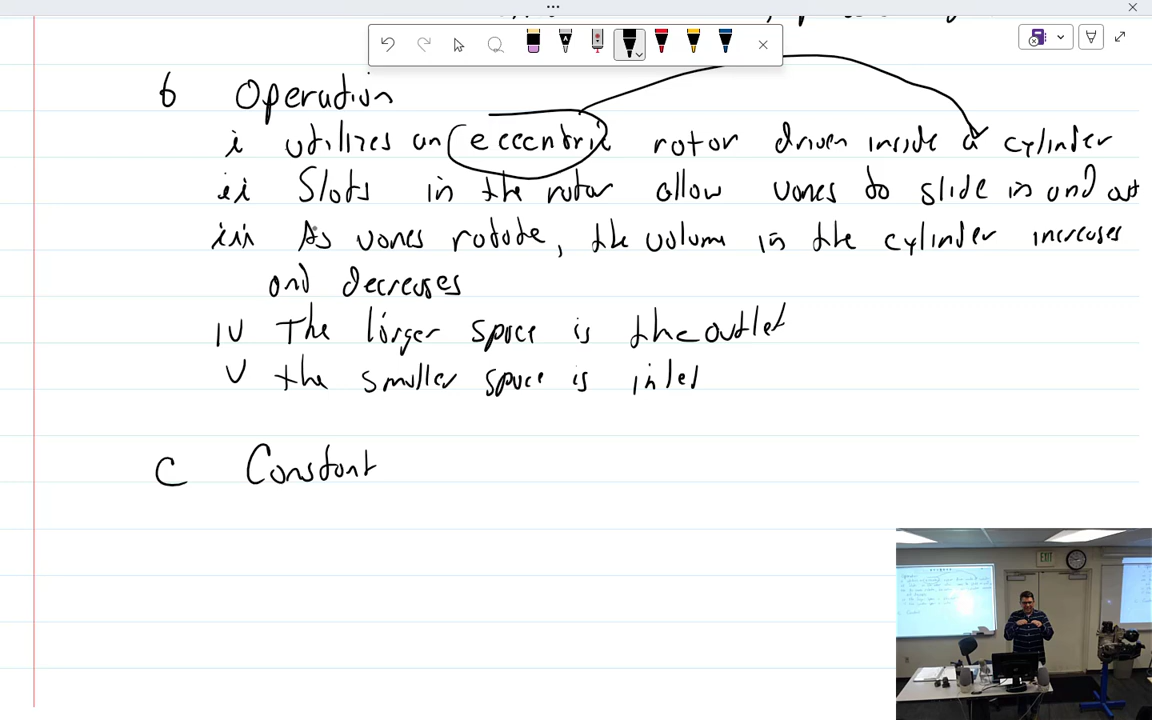 6 Operation
i utilizes an eccentric rotor driven inside a cylinder
ii Slots in the rotor allow vanes to slide in and out
iii As vanes rotate, the volume in the cylinder increases
and decreases
IV The larger space is the outlet
V the smaller space is inlet
C Constant
EXIT